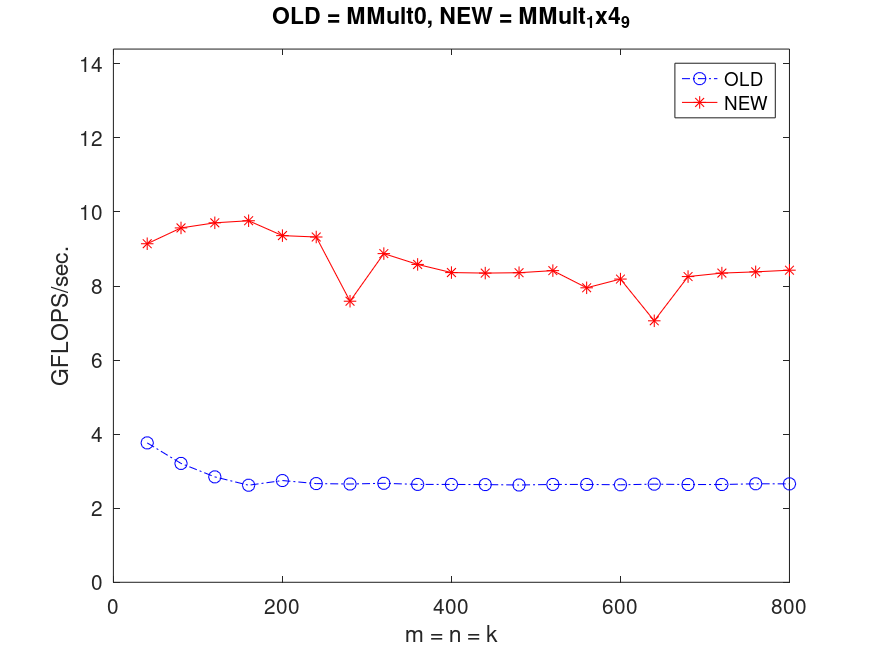 OLD = MMult0, NEW = MMult₁x4₉
14
12
10
8
6
4
2
0
GFLOPS/sec.
OLD
NEW
0 200 400 600 800
m = n = k